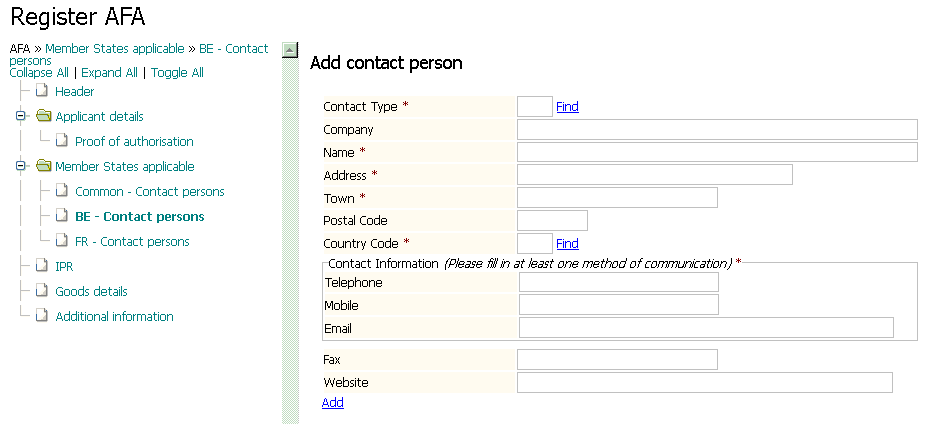 Register AFA
AFA » Member States applicable » BE - Contact
persons
Collapse All | Expand All | Toggle All
Header
Applicant details
Proof of authorisation
Member States applicable
Common - Contact persons
BE - Contact persons
FR - Contact persons
IPR
Goods details
Additional information
Add contact person
Contact Type * Find
Company
Name *
Address *
Town *
Postal Code
Country Code * Find
Contact Information (Please fill in at least one method of communication) *
Telephone
Mobile
Email
Fax
Website
Add